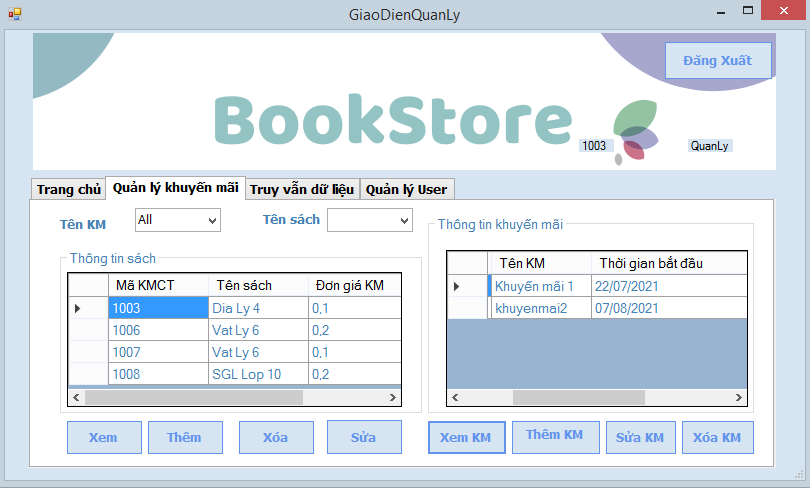 GiaoDienQuanLy
Đăng Xuất
BookStore
1003 QuanLy
Trang chủ Quản lý khuyến mãi Truy vấn dữ liệu Quản lý User
Tên KM All Tên sách
Thông tin sách
Mã KMCT Tên sách Đơn giá KM
1003 Dia Ly 4 0,1
1006 Vat Ly 6 0,2
1007 Vat Ly 6 0,1
1008 SGL Lop 10 0,2
Thông tin khuyến mãi
Tên KM Thời gian bắt đầu
Khuyến mãi 1 22/07/2021
khuyenmai2 07/08/2021
Xem Thêm Xóa Sửa
Xem KM Thêm KM Sửa KM Xóa KM